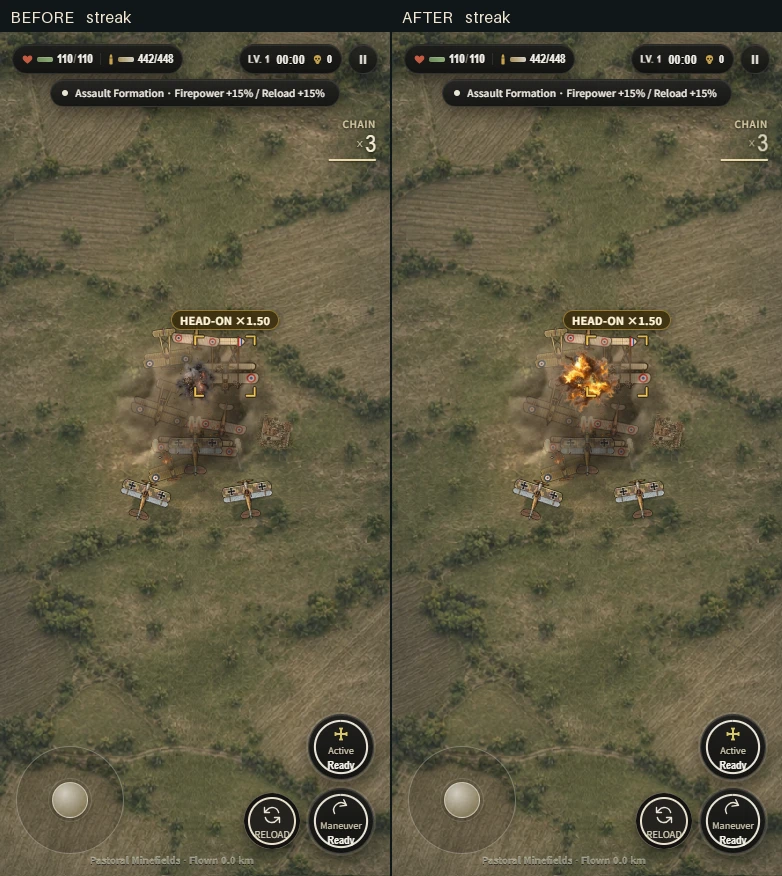 BEFORE streak
110/110 442/448 LV. 1 00:00 0
Assault Formation · Firepower +15% / Reload +15%
CHAIN
×3
HEAD-ON ×1.50
Active
Ready
RELOAD
Maneuver
Ready
Pastoral Minefields · Flown 0.0 km
AFTER streak
110/110 442/448 LV. 1 00:00 0
Assault Formation · Firepower +15% / Reload +15%
CHAIN
×3
HEAD-ON ×1.50
Active
Ready
RELOAD
Maneuver
Ready
Pastoral Minefields · Flown 0.0 km